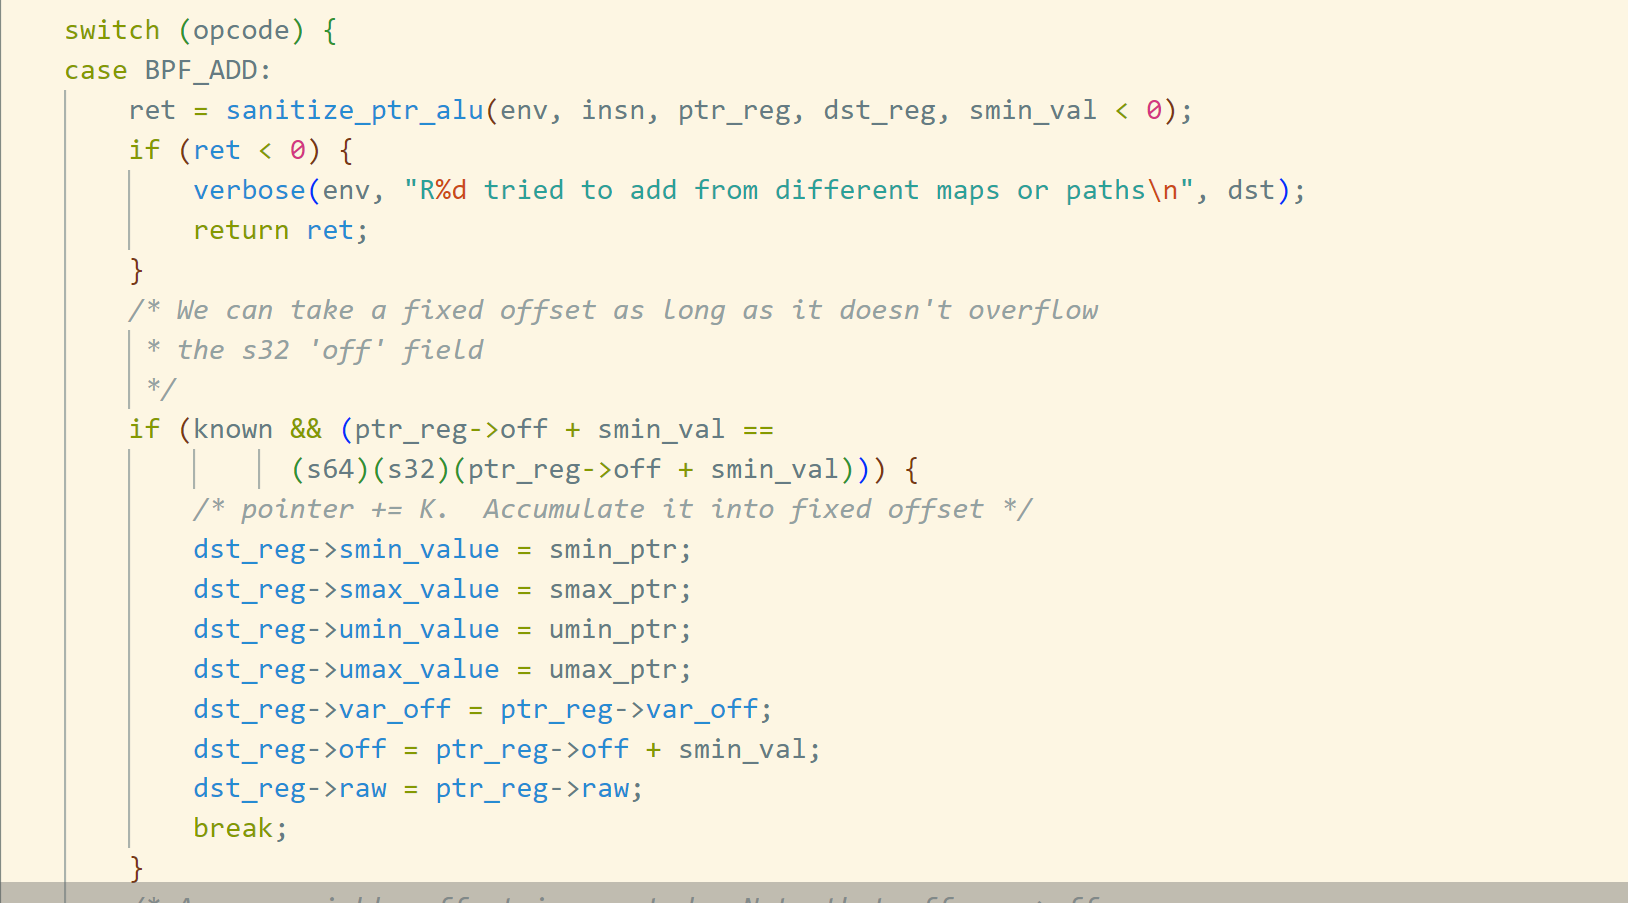 switch (opcode) {
case BPF_ADD:
ret = sanitize_ptr_alu(env, insn, ptr_reg, dst_reg, smin_val < 0);
if (ret < 0) {
verbose(env, "R%d tried to add from different maps or paths\n", dst);
return ret;
}
/* We can take a fixed offset as long as it doesn't overflow
* the s32 'off' field
*/
if (known && (ptr_reg->off + smin_val ==
(s64)(s32)(ptr_reg->off + smin_val))) {
/* pointer += K.  Accumulate it into fixed offset */
dst_reg->smin_value = smin_ptr;
dst_reg->smax_value = smax_ptr;
dst_reg->umin_value = umin_ptr;
dst_reg->umax_value = umax_ptr;
dst_reg->var_off = ptr_reg->var_off;
dst_reg->off = ptr_reg->off + smin_val;
dst_reg->raw = ptr_reg->raw;
break;
}